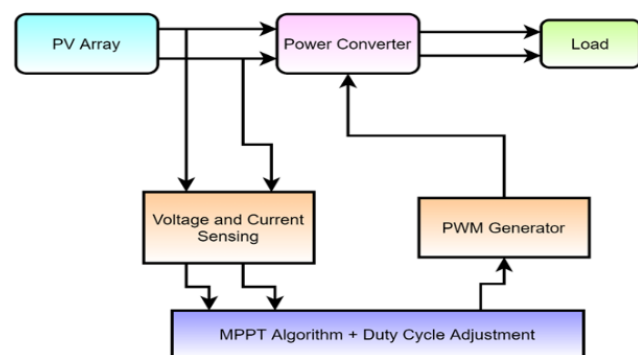 PV Array
Power Converter
Load
Voltage and Current
Sensing
PWM Generator
MPPT Algorithm + Duty Cycle Adjustment